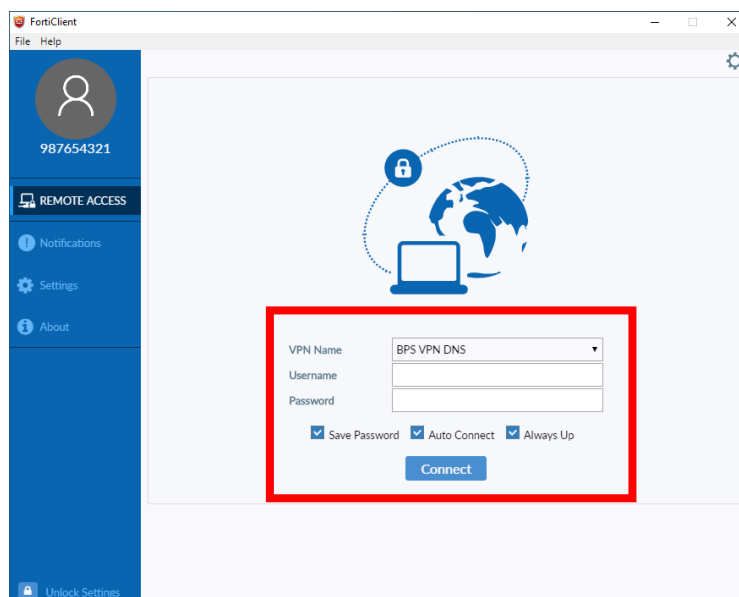 FortiClient
File Help
987654321
REMOTE ACCESS
Notifications
Settings
About
VPN Name BPS VPN DNS
Username
Password
Save Password Auto Connect Always Up
Connect
Unlock Settings